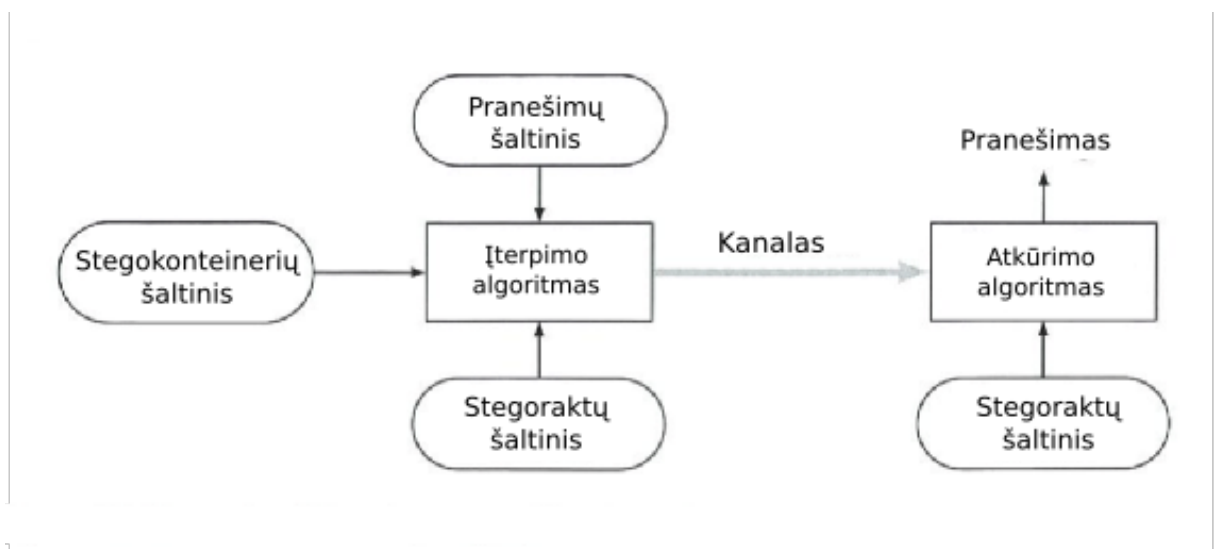 Pranešimų
šaltinis
Pranešimas
Stegokonteinerių
šaltinis
Įterpimo
algoritmas
Kanalas
Atkūrimo
algoritmas
Stegoraktų
šaltinis
Stegoraktų
šaltinis